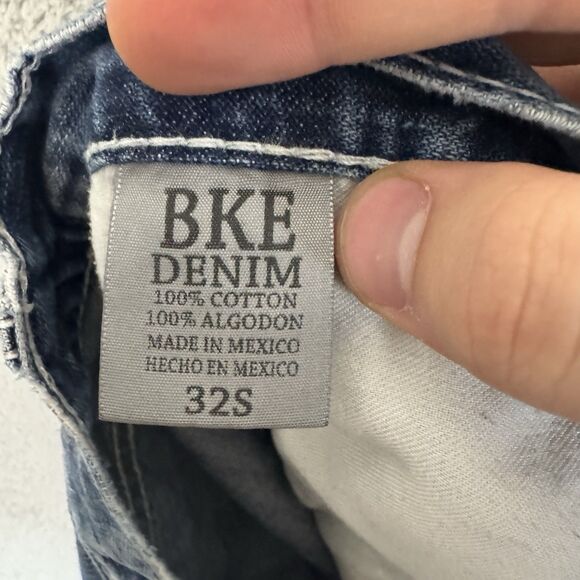 BKE
DENIM
100% COTTON
100% ALGODON
MADE IN MEXICO
HECHO EN MEXICO
32S